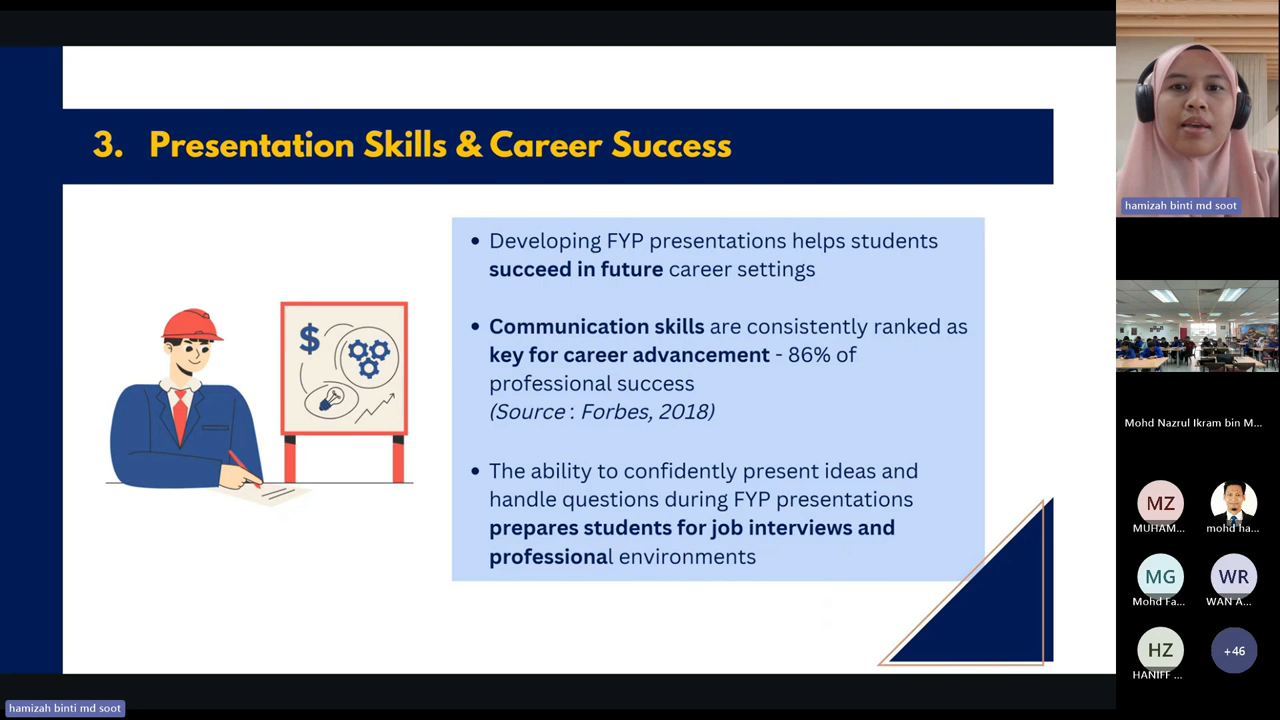 3. Presentation Skills & Career Success
• Developing FYP presentations helps students
succeed in future career settings
• Communication skills are consistently ranked as
key for career advancement - 86% of
professional success
(Source : Forbes, 2018)
• The ability to confidently present ideas and
handle questions during FYP presentations
prepares students for job interviews and
professional environments
$
hamizah binti md soot
Mohd Nazrul Ikram bin M...
MZ
MUHAM...
mohd ha...
MG
Mohd Fa...
WR
WAN A...
HZ
HANIFF ...
+46
hamizah binti md soot